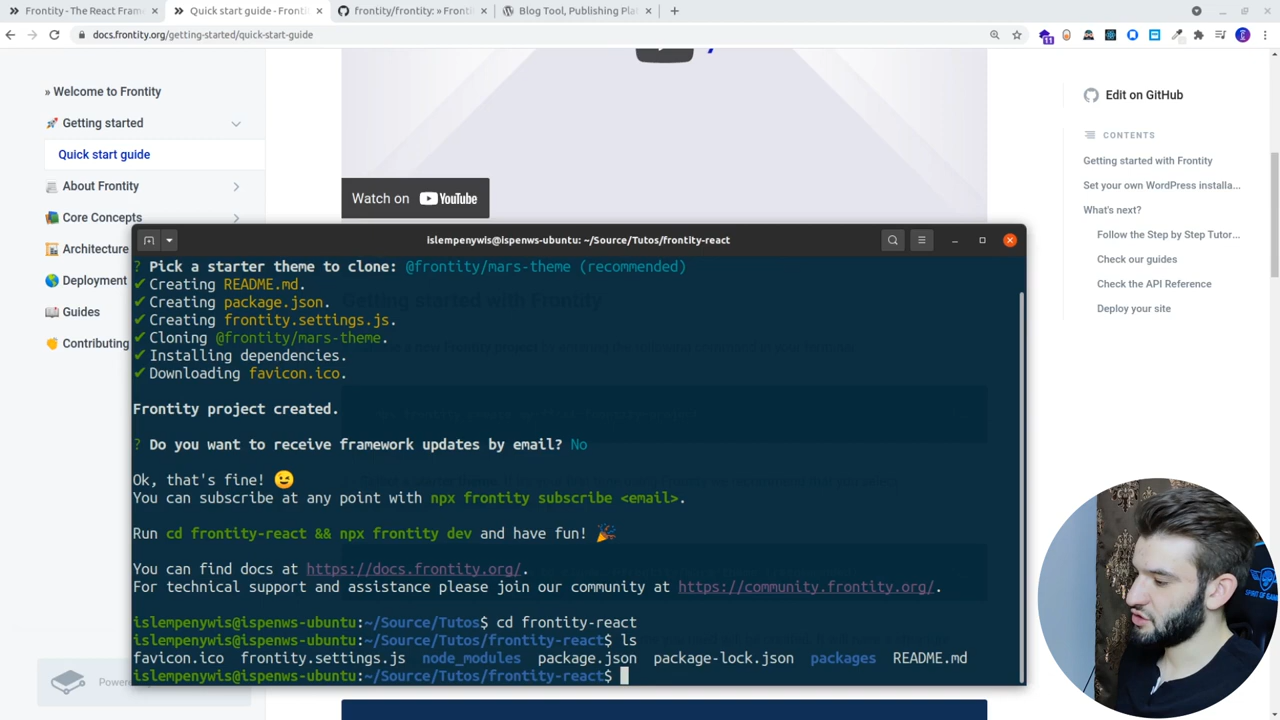 Frontity - The React Fram
Quick start guide - Fronti
frontity/frontity: » Fronti
Blog Tool, Publishing Pla
docs.frontity.org/getting-started/quick-start-guide
11
» Welcome to Frontity
Getting started
Quick start guide
About Frontity
Core Concepts
Architecture
Deployment
Guides
Contributing
Powere
Watch on YouTube
Edit on GitHub
CONTENTS
Getting started with Frontity
Set your own WordPress installa...
What's next?
Follow the Step by Step Tutor...
Check our guides
Check the API Reference
Deploy your site
islempenywis@ispenws-ubuntu: ~/Source/Tutos/frontity-react
? Pick a starter theme to clone: @frontity/mars-theme (recommended)
✔ Creating README.md.
✔ Creating package.json.
✔ Creating frontity.settings.js.
✔ Cloning @frontity/mars-theme.
✔ Installing dependencies.
✔ Downloading favicon.ico.
Getting started with Frontity
Frontity project created.
? Do you want to receive framework updates by email? No
Ok, that's fine! 😉
You can subscribe at any point with npx frontity subscribe <email>.
Run cd frontity-react && npx frontity dev and have fun! 🎉
You can find docs at https://docs.frontity.org/.
For technical support and assistance please join our community at https://community.frontity.org/.
islempenywis@ispenws-ubuntu:~/Source/Tutos$ cd frontity-react
islempenywis@ispenws-ubuntu:~/Source/Tutos/frontity-react$ ls
favicon.ico frontity.settings.js node_modules package.json package-lock.json packages README.md
islempenywis@ispenws-ubuntu:~/Source/Tutos/frontity-react$